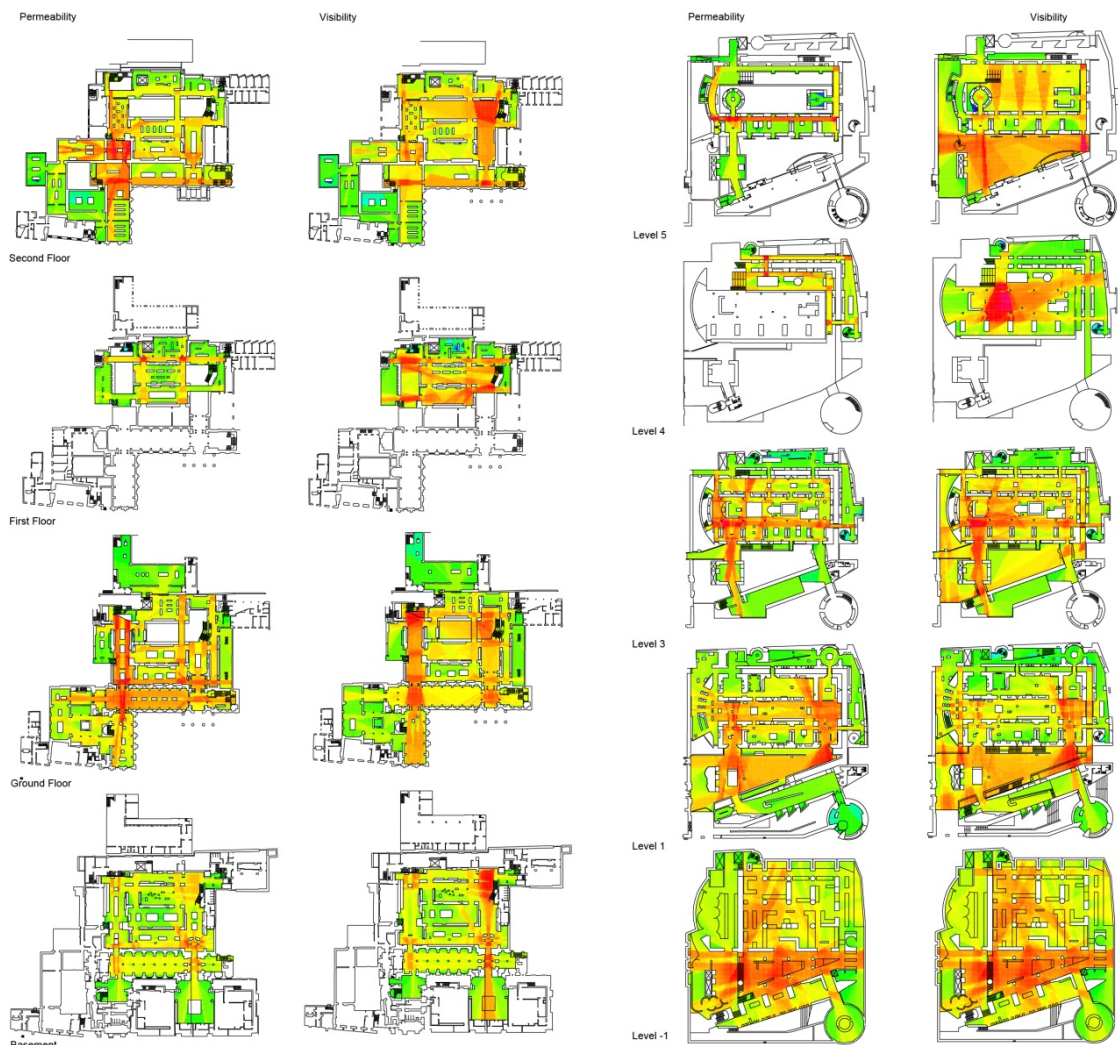 Permeability
Visibility
Second Floor
First Floor
Ground Floor
Basement
Permeability
Visibility
Level 5
Level 4
Level 3
Level 1
Level -1